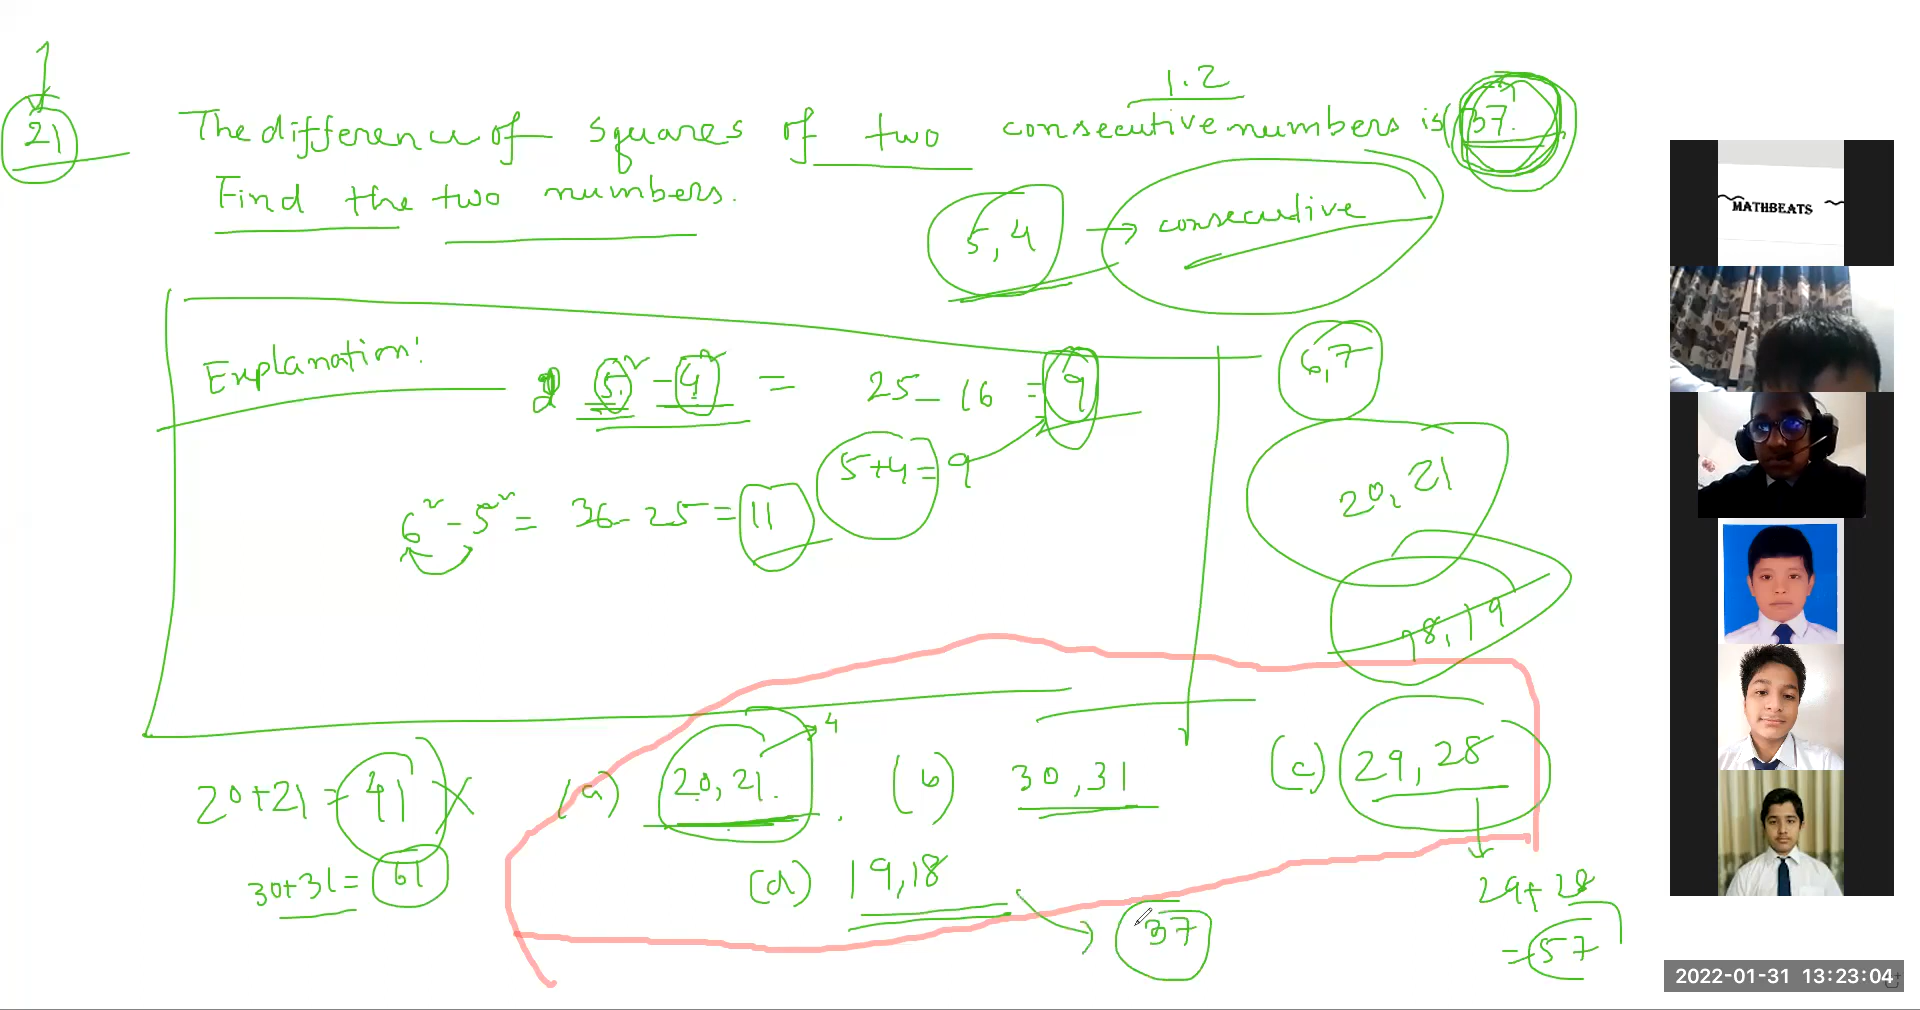 1.2
21 The difference of squares of two consecutive numbers is 37.
Find the two numbers.
5,4 → consecutive
Explanation:
5² - 4² = 25 - 16 = 9
5+4 = 9
6² - 5² = 36 - 25 = 11
6,7
20, 21
18, 19
20+21 = 41 X
30+31 = 61
(a) 20, 21. 4
(b) 30, 31
(c) 29, 28
(d) 19, 18
37
29 + 28
= 57
MATHBEATS
2022-01-31 13:23:04